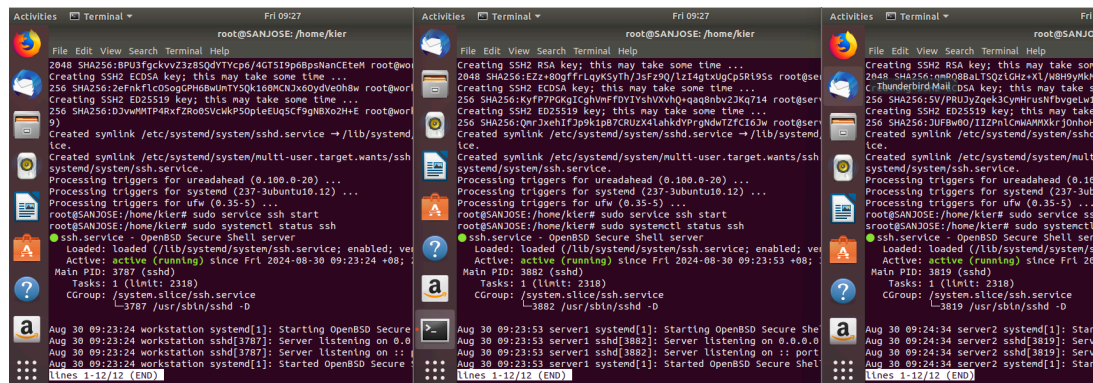 Activities Terminal Fri 09:27
root@SANJOSE: /home/kier
File Edit View Search Terminal Help
2048 SHA256:BPU3fgckvvZ3z8SQdYTYcp6/4GT5I9p6BpsNanCEteM root@wor
Creating SSH2 ECDSA key; this may take some time ...
256 SHA256:2eFnkflcOSogGPH6BwUmTY5Qk160MCNJx6OydVeOh8w root@work
Creating SSH2 ED25519 key; this may take some time ...
256 SHA256:DJvwMMTP4RxfZRo0SVcWkP5OpieEUqSCf9gNBXo2H+E root@work
9)
Created symlink /etc/systemd/system/sshd.service → /lib/systemd,
ice.
Created symlink /etc/systemd/system/multi-user.target.wants/ssh
systemd/system/ssh.service.
Processing triggers for ureadahead (0.100.0-20) ...
Processing triggers for systemd (237-3ubuntu10.12) ...
Processing triggers for ufw (0.35-5) ...
root@SANJOSE:/home/kier# sudo service ssh start
root@SANJOSE:/home/kier# sudo systemctl status ssh
ssh.service - OpenBSD Secure Shell server
Loaded: loaded (/lib/systemd/system/ssh.service; enabled; ve
Active: active (running) since Fri 2024-08-30 09:23:24 +08; 2
Main PID: 3787 (sshd)
Tasks: 1 (limit: 2318)
CGroup: /system.slice/ssh.service
└─3787 /usr/sbin/sshd -D
Aug 30 09:23:24 workstation systemd[1]: Starting OpenBSD Secure
Aug 30 09:23:24 workstation sshd[3787]: Server listening on 0.0
Aug 30 09:23:24 workstation sshd[3787]: Server listening on :: p
Aug 30 09:23:24 workstation systemd[1]: Started OpenBSD Secure S
lines 1-12/12 (END)
Activities Terminal Fri 09:27
root@SANJOSE: /home/kier
File Edit View Search Terminal Help
Creating SSH2 RSA key; this may take some time ...
2048 SHA256:EZz+8OgffrLqyKSyTh/JsFz9Q/lzI4gtxUgCp5Ri9Ss root@se
Creating SSH2 ECDSA key; this may take some time ...
256 SHA256:KyfP7PGKgICghVmFfDYIYshVXvhQ+qaq8nbv2JKq714 root@serv
Creating SSH2 ED25519 key; this may take some time ...
256 SHA256:QmrJxehIfJp9k1pB7CRUzX4lahkdYPrgNdwTZfCI6Jw root@serv
Created symlink /etc/systemd/system/sshd.service → /lib/systemd,
ice.
Created symlink /etc/systemd/system/multi-user.target.wants/ssh
systemd/system/ssh.service.
Processing triggers for ureadahead (0.100.0-20) ...
Processing triggers for systemd (237-3ubuntu10.12) ...
Processing triggers for ufw (0.35-5) ...
root@SANJOSE:/home/kier# sudo service ssh start
root@SANJOSE:/home/kier# sudo systemctl status ssh
ssh.service - OpenBSD Secure Shell server
Loaded: loaded (/lib/systemd/system/ssh.service; enabled; ve
Active: active (running) since Fri 2024-08-30 09:23:53 +08;
Main PID: 3882 (sshd)
Tasks: 1 (limit: 2318)
CGroup: /system.slice/ssh.service
└─3882 /usr/sbin/sshd -D
Aug 30 09:23:53 server1 systemd[1]: Starting OpenBSD Secure She
Aug 30 09:23:53 server1 sshd[3882]: Server listening on 0.0.0.0
Aug 30 09:23:53 server1 sshd[3882]: Server listening on :: port
Aug 30 09:23:53 server1 systemd[1]: Started OpenBSD Secure Shel
lines 1-12/12 (END)
Activities Terminal Fri
root@SANJO
File Edit View Search Terminal Help
Creating SSH2 RSA key; this may take some
Thunderbird Mail
DSA key; this may take s
256 SHA256:SV/PRUJyZqek3CymHrusNfbvgeLw1
Creating SSH2 ED25519 key; this may take
256 SHA256:JUFBw0O/IIZPnlCmWAMMXkrjOnhoH
Created symlink /etc/systemd/system/sshd
ice.
Created symlink /etc/systemd/system/mult
systemd/system/ssh.service.
Processing triggers for ureadahead (0.10
Processing triggers for systemd (237-3ub
Processing triggers for ufw (0.35-5) ...
root@SANJOSE:/home/kier# sudo service ss
root@SANJOSE:/home/kier# sudo systemctl
ssh.service - OpenBSD Secure Shell ser
Loaded: loaded (/lib/systemd/system/s
Active: active (running) since Fri 20
Main PID: 3819 (sshd)
Tasks: 1 (limit: 2318)
CGroup: /system.slice/ssh.service
└─3819 /usr/sbin/sshd -D
Aug 30 09:24:34 server2 systemd[1]: Star
Aug 30 09:24:34 server2 sshd[3819]: Serv
Aug 30 09:24:34 server2 sshd[3819]: Serv
Aug 30 09:24:34 server2 systemd[1]: Star
lines 1-12/12 (END)